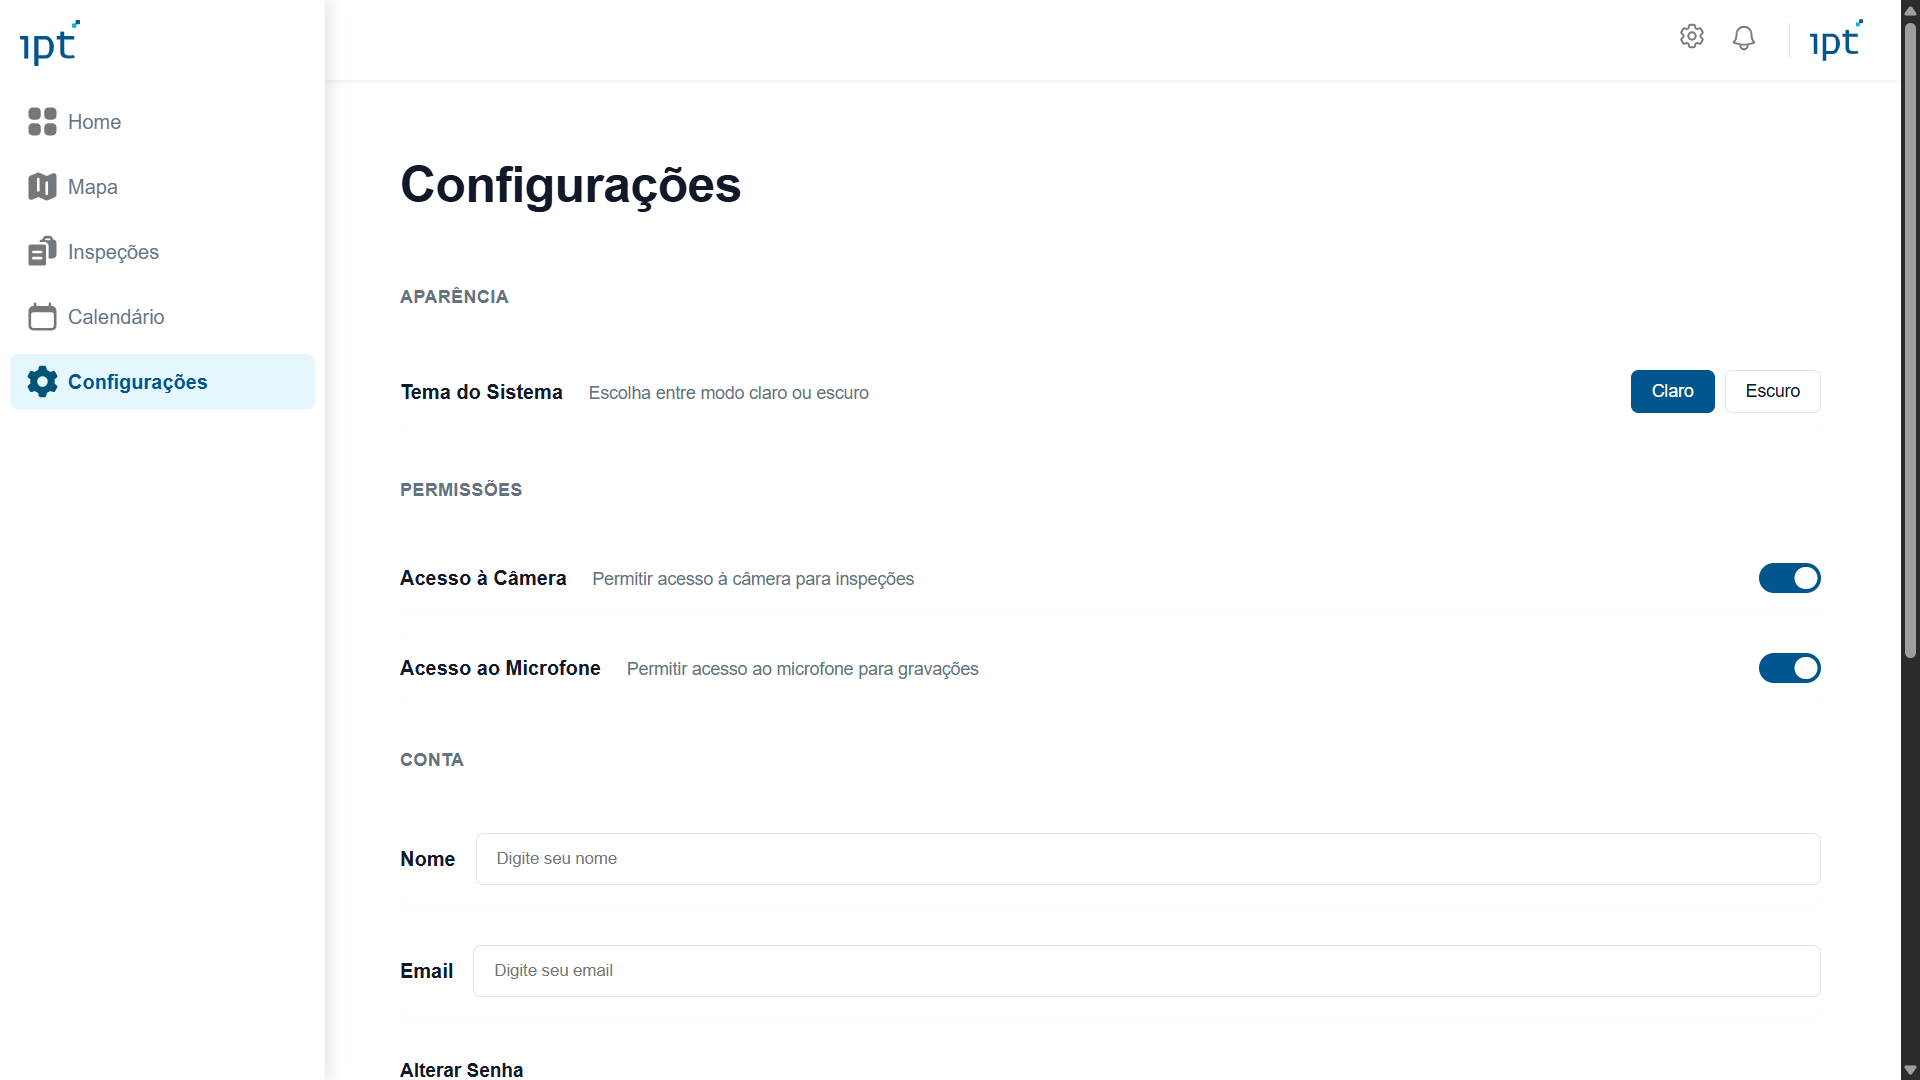 ipt
ipt
Home
Mapa
Inspeções
Calendário
Configurações
Configurações
APARÊNCIA
Tema do Sistema Escolha entre modo claro ou escuro Claro Escuro
PERMISSÕES
Acesso à Câmera Permitir acesso à câmera para inspeções
Acesso ao Microfone Permitir acesso ao microfone para gravações
CONTA
Nome Digite seu nome
Email Digite seu email
Alterar Senha